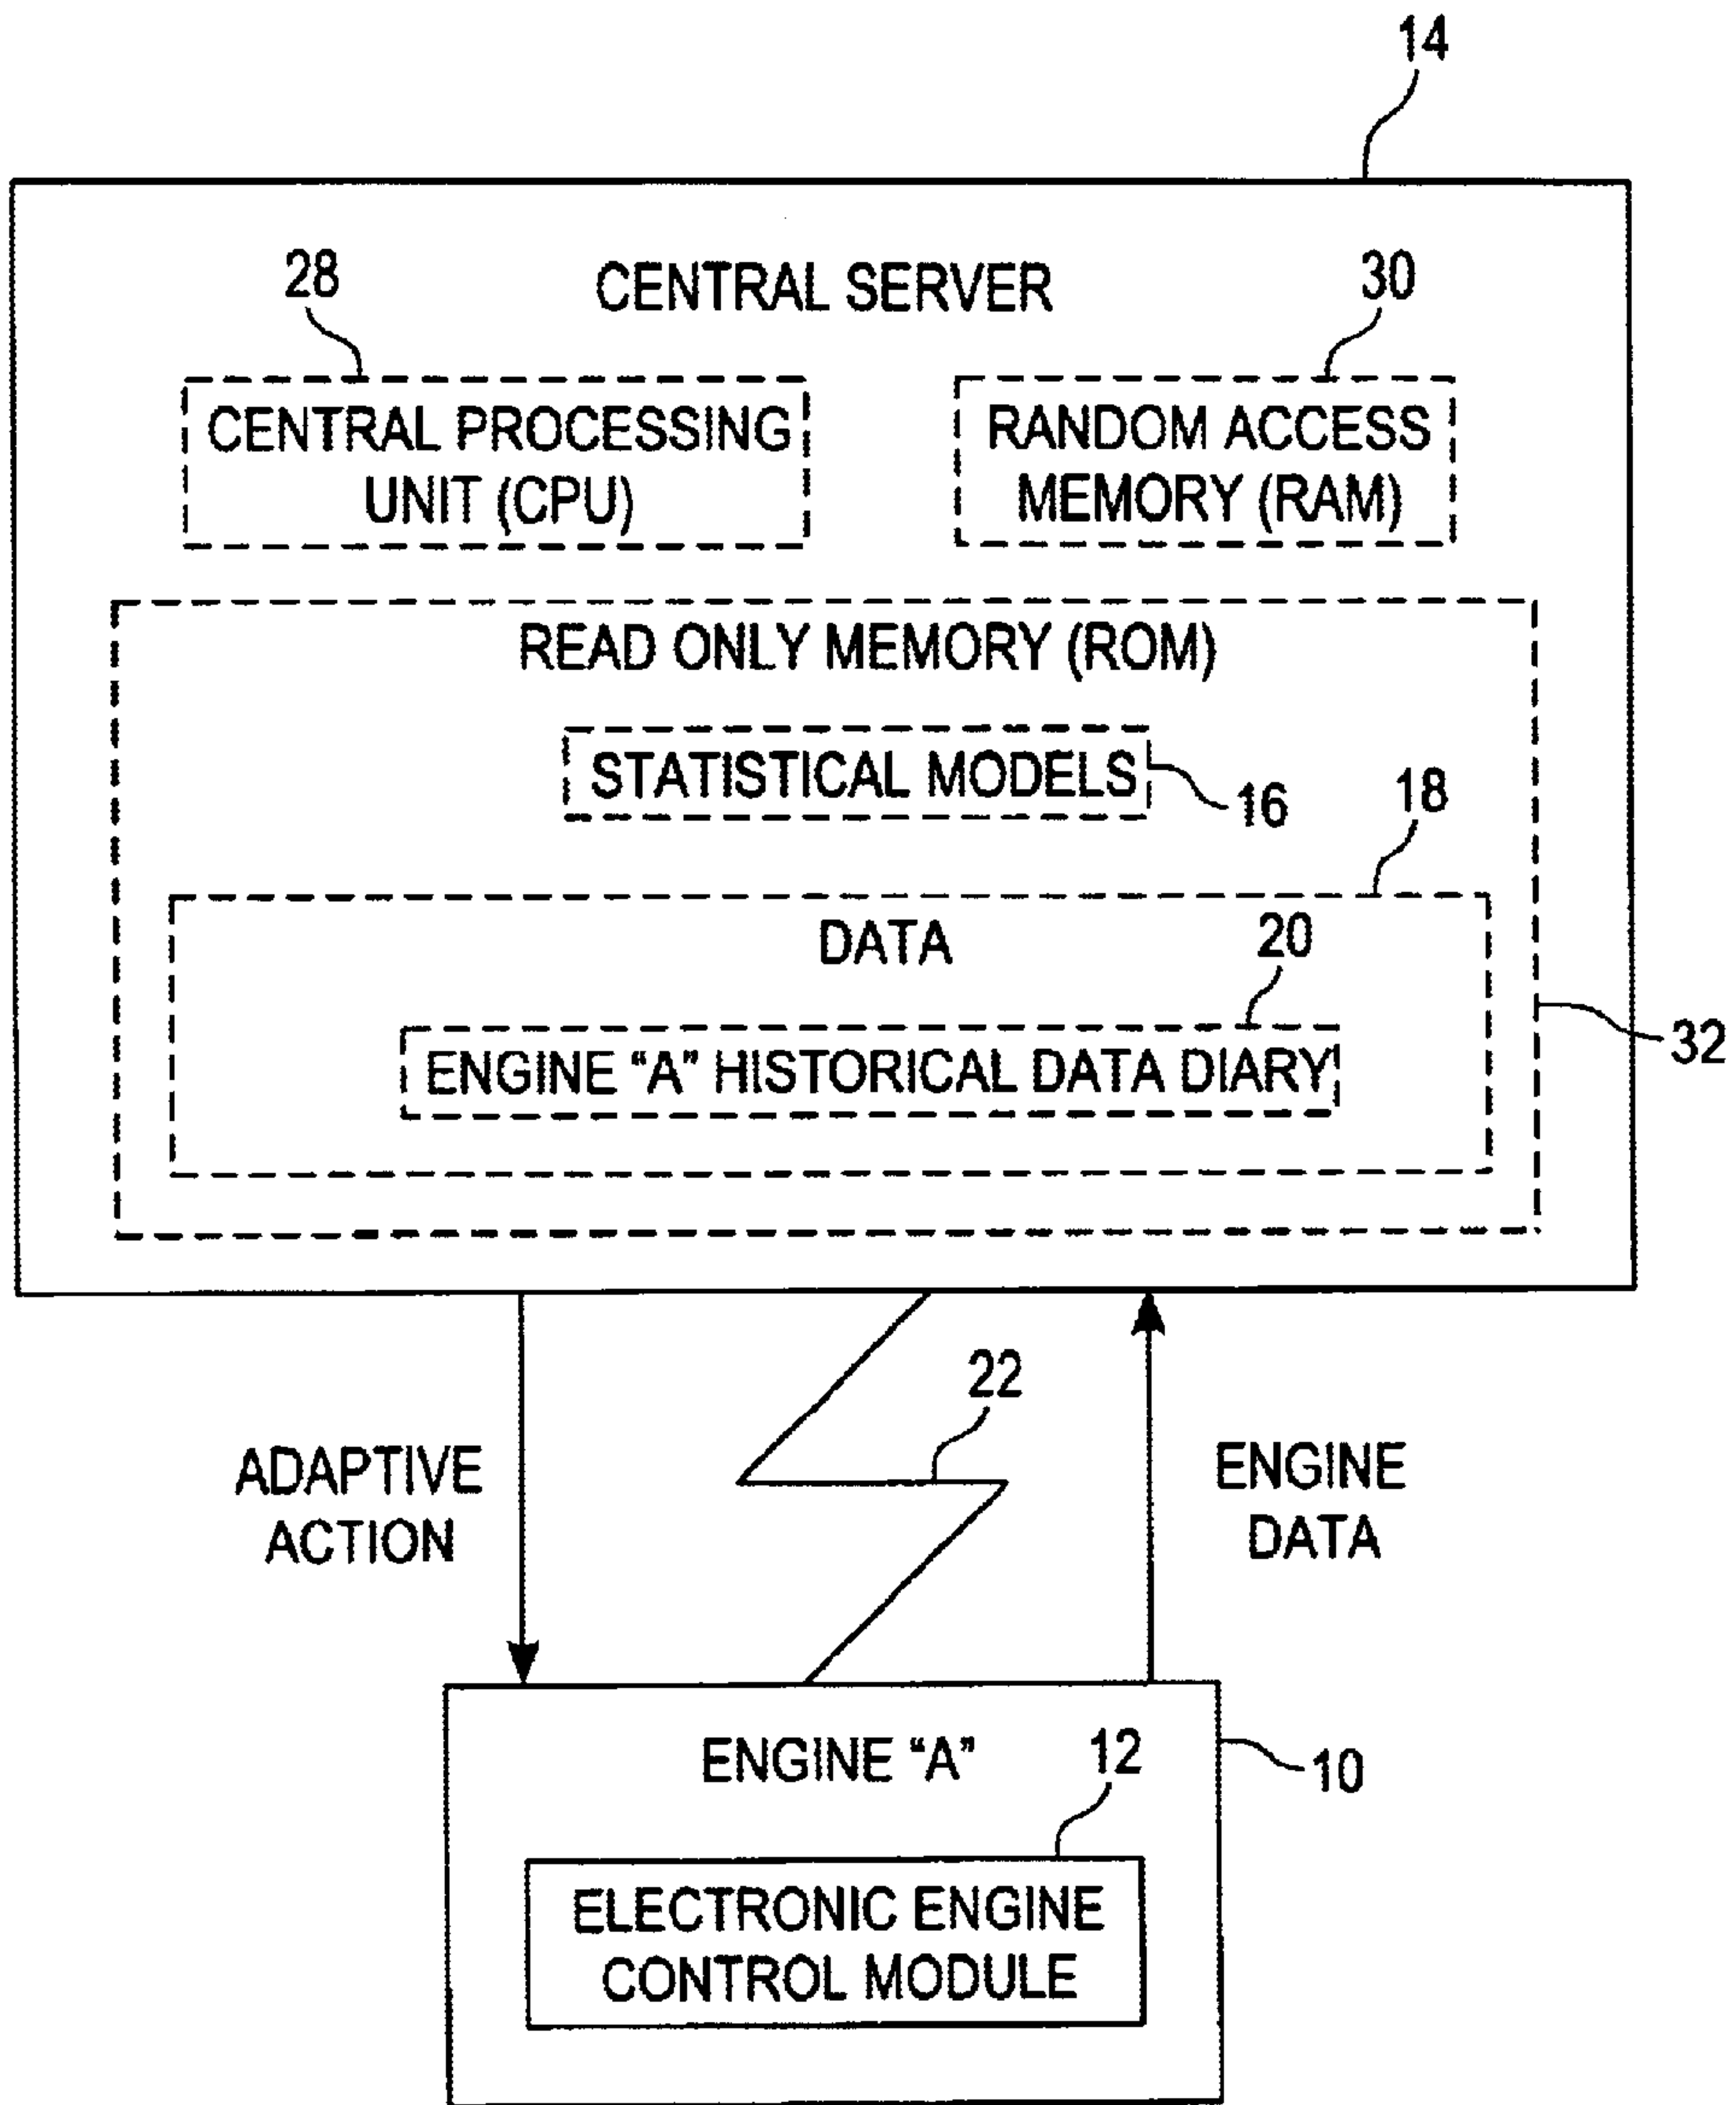 14
28
CENTRAL SERVER
30
CENTRAL PROCESSING
UNIT (CPU)
RANDOM ACCESS
MEMORY (RAM)
READ ONLY MEMORY (ROM)
STATISTICAL MODELS
16
18
DATA
20
ENGINE “A” HISTORICAL DATA DIARY
32
22
ADAPTIVE
ACTION
ENGINE
DATA
ENGINE “A”
12
10
ELECTRONIC ENGINE
CONTROL MODULE